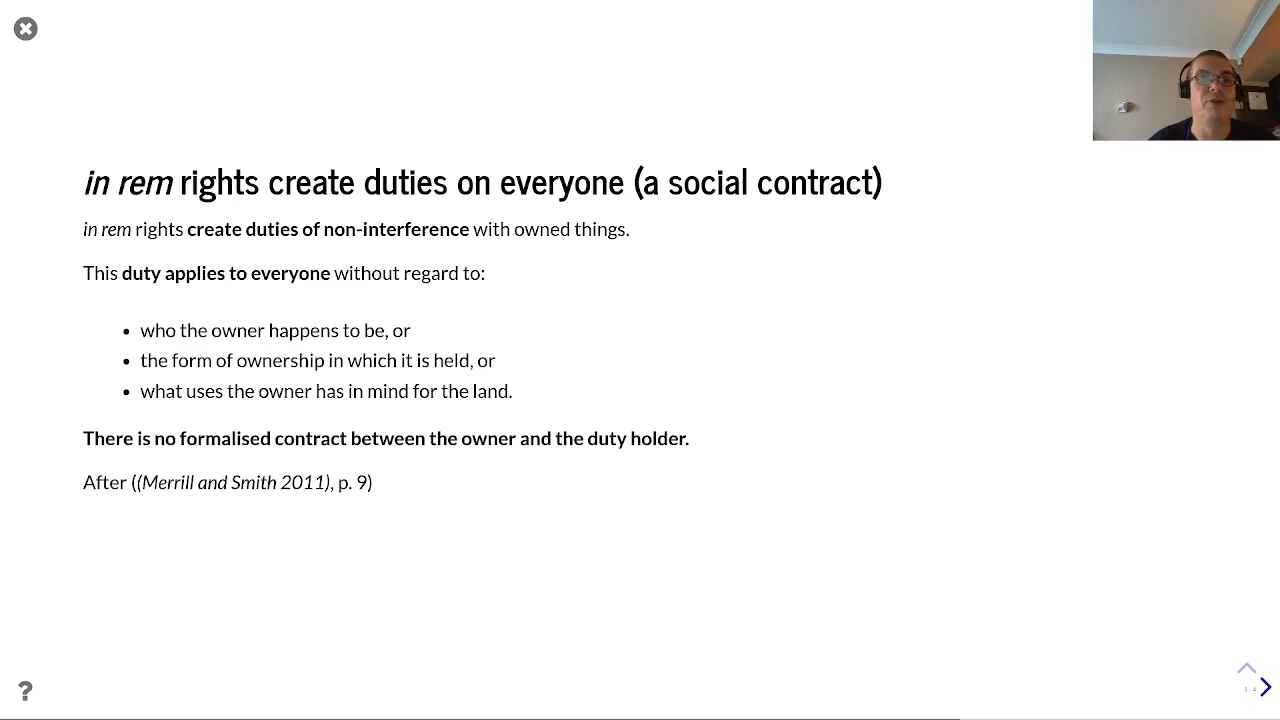 in rem rights create duties on everyone (a social contract)
in rem rights create duties of non-interference with owned things.
This duty applies to everyone without regard to:
• who the owner happens to be, or
• the form of ownership in which it is held, or
• what uses the owner has in mind for the land.
There is no formalised contract between the owner and the duty holder.
After ((Merrill and Smith 2011), p. 9)
?